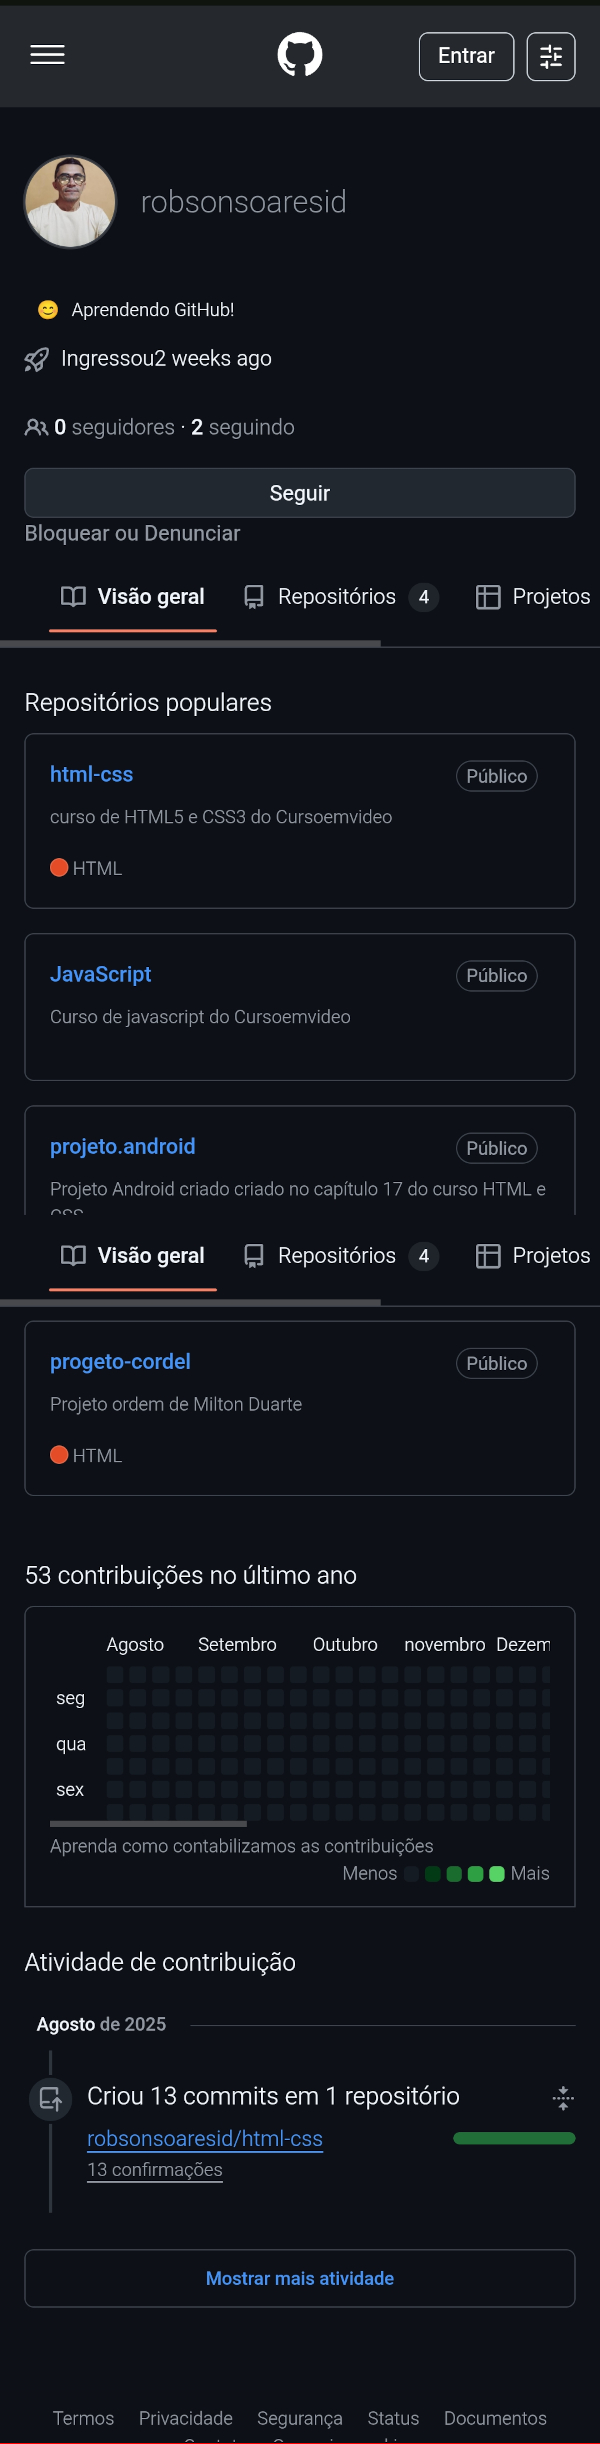 Entrar
robsonsoaresid
😊 Aprendendo GitHub!
Ingressou2 weeks ago
0 seguidores · 2 seguindo
Seguir
Bloquear ou Denunciar
Visão geral Repositórios 4 Projetos
Repositórios populares
html-css Público
curso de HTML5 e CSS3 do Cursoemvideo
HTML
JavaScript Público
Curso de javascript do Cursoemvideo
projeto.android Público
Projeto Android criado criado no capítulo 17 do curso HTML e
CSS
Visão geral Repositórios 4 Projetos
progeto-cordel Público
Projeto ordem de Milton Duarte
HTML
53 contribuições no último ano
Agosto Setembro Outubro novembro Dezem
seg
qua
sex
Aprenda como contabilizamos as contribuições
Menos Mais
Atividade de contribuição
Agosto de 2025
Criou 13 commits em 1 repositório
robsonsoaresid/html-css
13 confirmações
Mostrar mais atividade
Termos Privacidade Segurança Status Documentos